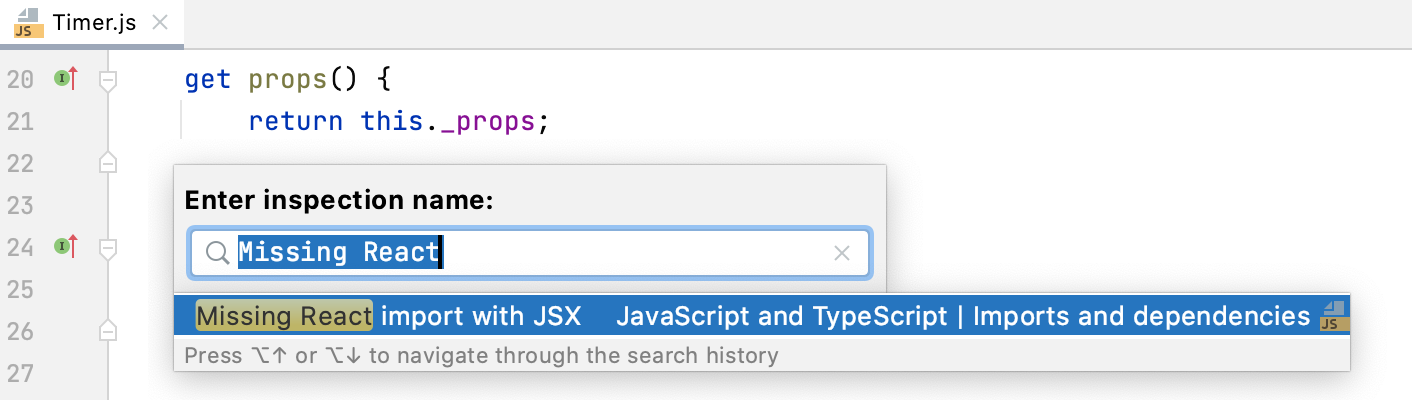 JS Timer.js
20 I get props() {
21 return this._props;
22
23
Enter inspection name:
24 I Missing React
25
26 Missing React import with JSX JavaScript and TypeScript | Imports and dependencies JS
Press ⌥↑ or ⌥↓ to navigate through the search history
27